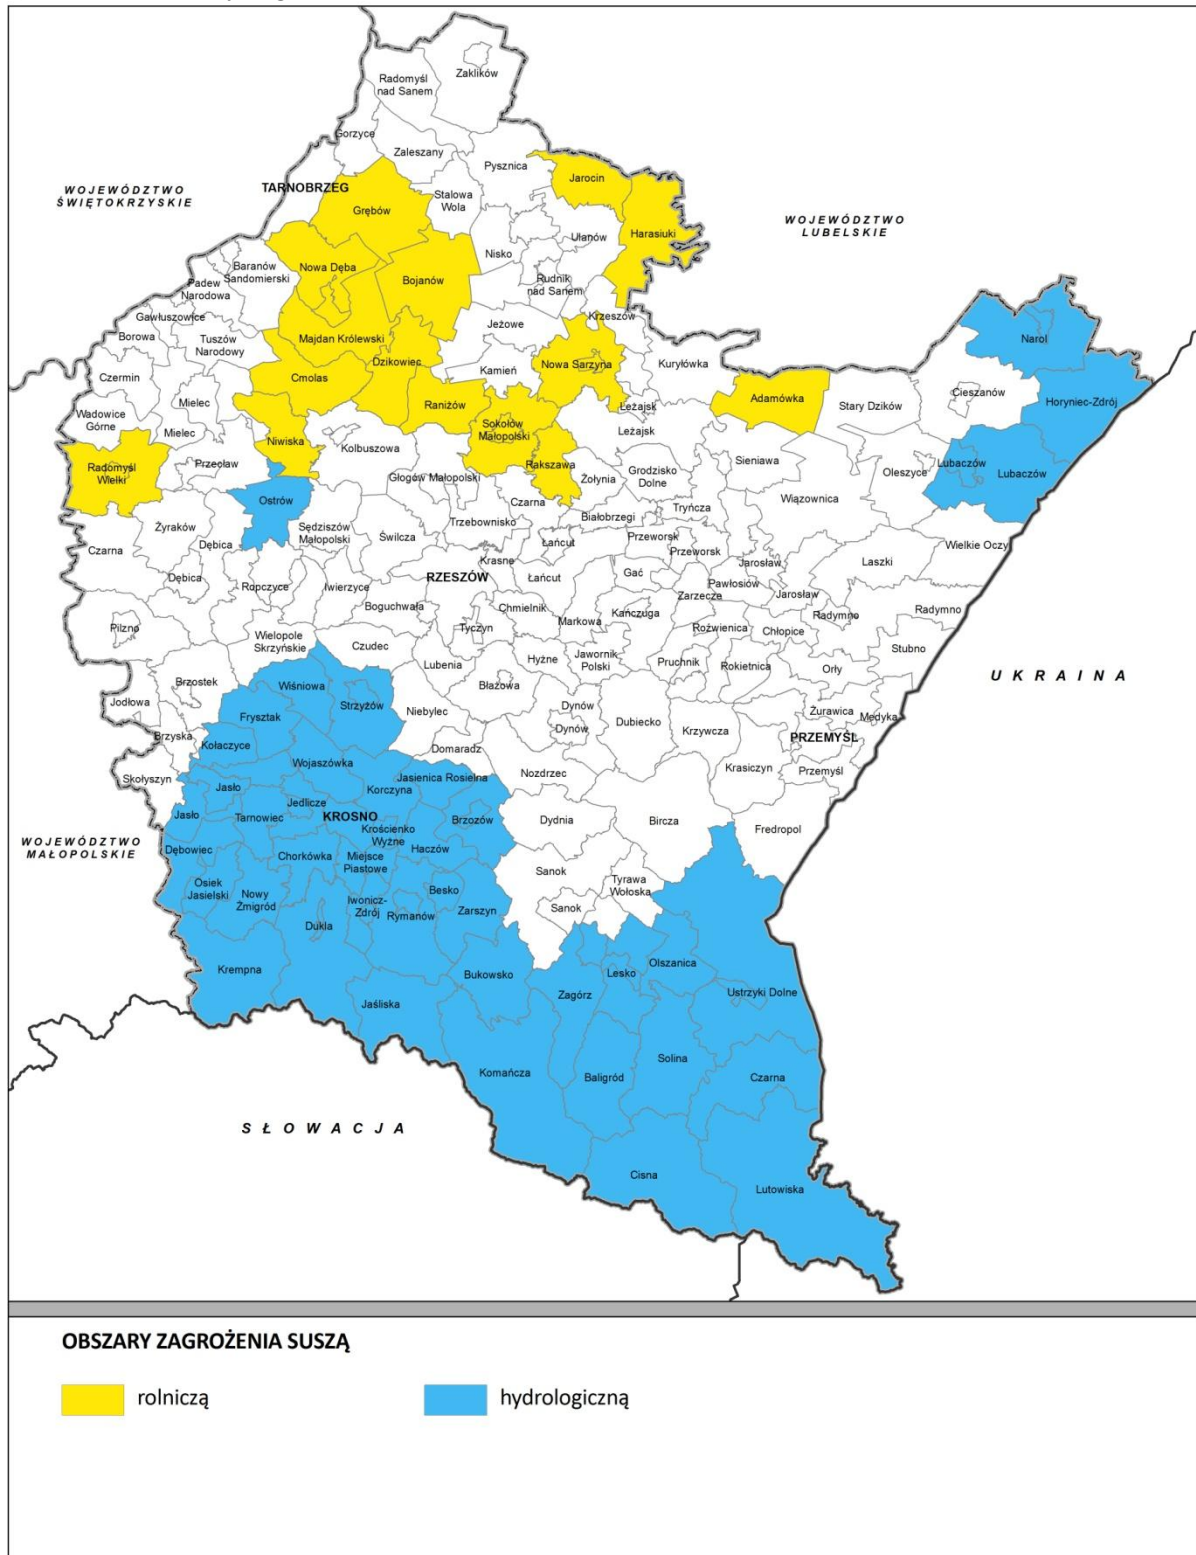 Zaklików
Radomyśl
nad Sanem
Gorzyce
Zaleszany
Pysznica
TARNOBRZEG
Jarocin
WOJEWÓDZTWO
ŚWIĘTOKRZYSKIE
Stalowa
Wola
Grębów
WOJEWÓDZTWO
LUBELSKIE
Harasiuki
Ulanów
Nisko
Nowa Dęba
Baranów
Sandomierski
Bojanów
Rudnik
nad Sanem
Padew
Narodowa
Gawłuszowice
Krzeszów
Jeżowe
Borowa
Tuszów
Narodowy
Majdan Królewski
Narol
Dzikowiec
Nowa Sarzyna
Kuryłówka
Kamień
Czermin
Cmolas
Cieszanów
Adamówka
Raniżów
Horyniec-Zdrój
Mielec
Stary Dzików
Leżajsk
Wadowice
Górne
Sokołów
Małopolski
Leżajsk
Mielec
Niwiska
Kolbuszowa
Sieniawa
Przecław
Rakszawa
Lubaczów
Radomyśl
Wielki
Oleszyce
Lubaczów
Grodzisko
Dolne
Głogów Małopolski
Żołynia
Ostrów
Wiązownica
Czarna
Tryńcza
Białobrzegi
Trzebownisko
Żyraków
Sędziszów
Małopolski
Świlcza
Przeworsk
Łańcut
Dębica
Wielkie Oczy
Czarna
Przeworsk
Krasne
Jarosław
Laszki
RZESZÓW
Łańcut
Gać
Dębica
Pawłosiów
Ropczyce
Iwierzyce
Jarosław
Zarzecze
Boguchwała
Chmielnik
Kańczuga
Radymno
Radymno
Markowa
Pilzno
Tyczyn
Roźwienica
Chłopice
Wielopole
Skrzyńskie
Czudec
Stubno
Jawornik
Polski
Hyżne
Lubenia
Pruchnik
Rokietnica
Orły
UKRAINA
Brzostek
Wiśniowa
Błażowa
Jodłowa
Strzyżów
Dynów
Niebylec
Żurawica
Medyka
Frysztak
Dubiecko
Dynów
Krzywcza
Brzyska
PRZEMYŚL
Kołaczyce
Domaradz
Wojaszówka
Krasiczyn
Przemyśl
Skołyszyn
Nozdrzec
Jasienica Rosielna
Jasło
Korczyna
Jedlicze
Jasło
Tarnowiec
KROSNO
Brzozów
Dydnia
Bircza
Fredropol
Krościenko
Wyżne
WOJEWÓDZTWO
MAŁOPOLSKIE
Dębowiec
Haczów
Chorkówka
Miejsce
Piastowe
Sanok
Tyrawa
Wołoska
Osiek
Jasielski
Besko
Nowy
Żmigród
Iwonicz-
Zdrój
Sanok
Zarszyn
Rymanów
Dukla
Olszanica
Krempna
Lesko
Bukowsko
Ustrzyki Dolne
Zagórz
Jaśliska
Solina
Komańcza
Baligród
Czarna
SŁOWACJA
Cisna
Lutowiska
OBSZARY ZAGROŻENIA SUSZĄ
rolniczą
hydrologiczną